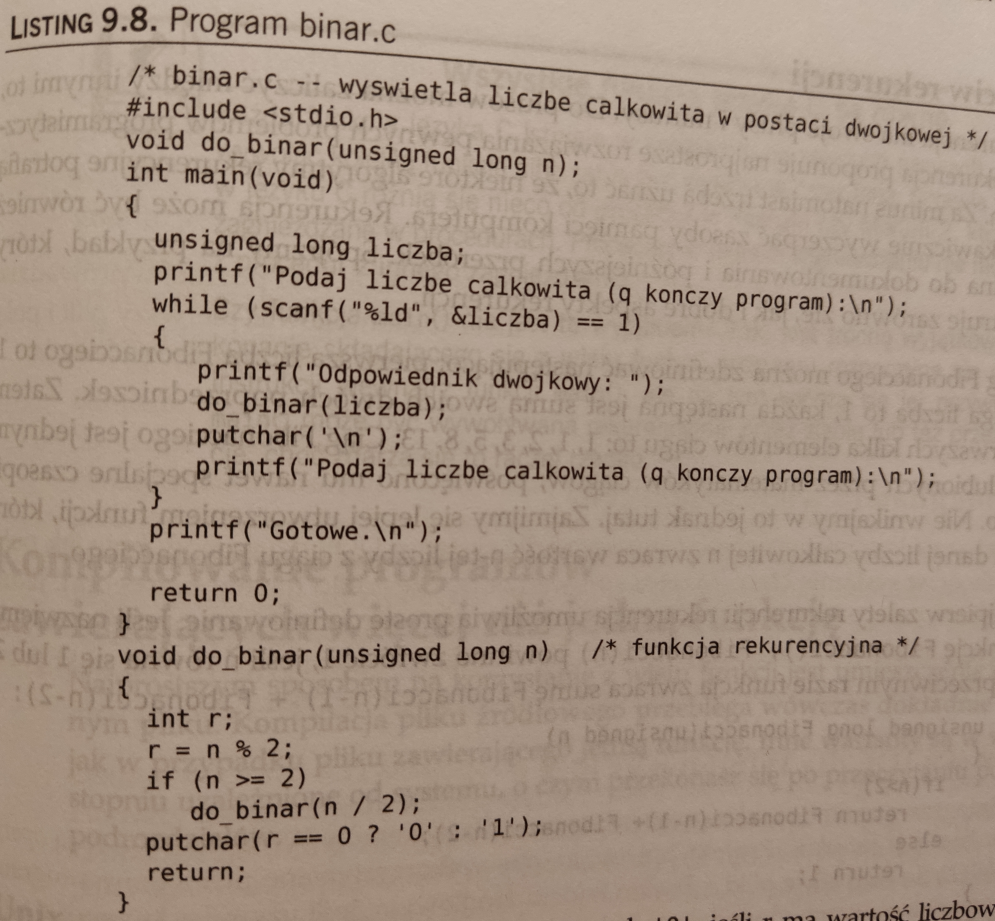 LISTING 9.8. Program binar.c
/* binar.c -- wyswietla liczbe calkowita w postaci dwojkowej */
#include <stdio.h>
void do_binar(unsigned long n);
int main(void)
{
unsigned long liczba;
printf("Podaj liczbe calkowita (q konczy program):\n");
while (scanf("%ld", &liczba) == 1)
{
printf("Odpowiednik dwojkowy: ");
do_binar(liczba);
putchar('\n');
printf("Podaj liczbe calkowita (q konczy program):\n");
}
printf("Gotowe.\n");
return 0;
}
void do_binar(unsigned long n) /* funkcja rekurencyjna */
{
int r;
r = n % 2;
if (n >= 2)
do_binar(n / 2);
putchar(r == 0 ? '0' : '1');
return;
}
jeśli r ma wartość liczbow